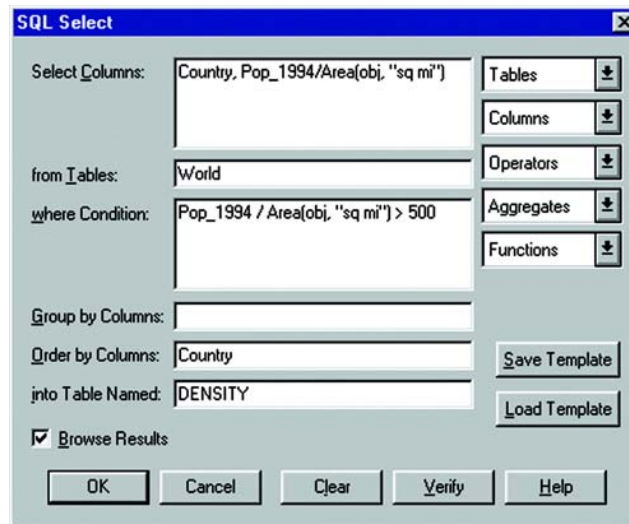 SQL Select
Select Columns:
Country, Pop_1994/Area(obj, "sq mi")
Tables
Columns
from Tables:
World
Operators
where Condition:
Pop_1994 / Area(obj, "sq mi") > 500
Aggregates
Functions
Group by Columns:
Order by Columns:
Country
Save Template
into Table Named:
DENSITY
Load Template
Browse Results
OK
Cancel
Clear
Verify
Help